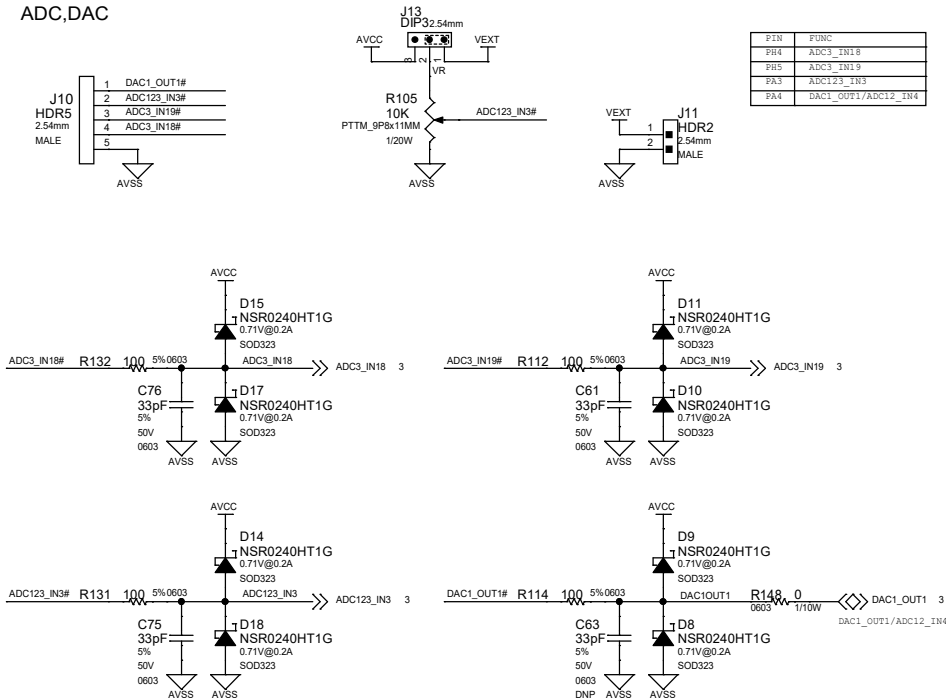 ADC,DAC
J13
DIP3 2.54mm
AVCC
VEXT
3
2
1
VR
R105
10K
PTTM_9P8x11MM
1/20W
ADC123_IN3#
AVSS
J10
HDR5
2.54mm
MALE
1 DAC1_OUT1#
2 ADC123_IN3#
3 ADC3_IN19#
4 ADC3_IN18#
5
AVSS
VEXT
1
2
J11
HDR2
2.54mm
MALE
AVSS
PIN FUNC
PH4 ADC3_IN18
PH5 ADC3_IN19
PA3 ADC123_IN3
PA4 DAC1_OUT1/ADC12_IN4
AVCC
D15
NSR0240HT1G
0.71V@0.2A
SOD323
ADC3_IN18# R132 100 5% 0603 ADC3_IN18 ADC3_IN18 3
C76
33pF
5%
50V
0603
D17
NSR0240HT1G
0.71V@0.2A
SOD323
AVSS AVSS
AVCC
D11
NSR0240HT1G
0.71V@0.2A
SOD323
ADC3_IN19# R112 100 5% 0603 ADC3_IN19 ADC3_IN19 3
C61
33pF
5%
50V
0603
D10
NSR0240HT1G
0.71V@0.2A
SOD323
AVSS AVSS
AVCC
D14
NSR0240HT1G
0.71V@0.2A
SOD323
ADC123_IN3# R131 100 5% 0603 ADC123_IN3 ADC123_IN3 3
C75
33pF
5%
50V
0603
D18
NSR0240HT1G
0.71V@0.2A
SOD323
AVSS AVSS
AVCC
D9
NSR0240HT1G
0.71V@0.2A
SOD323
DAC1_OUT1# R114 100 5% 0603 DAC1OUT1 R148 0 DAC1_OUT1 3
0603 1/10W
DAC1_OUT1/ADC12_IN4
C63
33pF
5%
50V
0603
DNP
D8
NSR0240HT1G
0.71V@0.2A
SOD323
AVSS AVSS